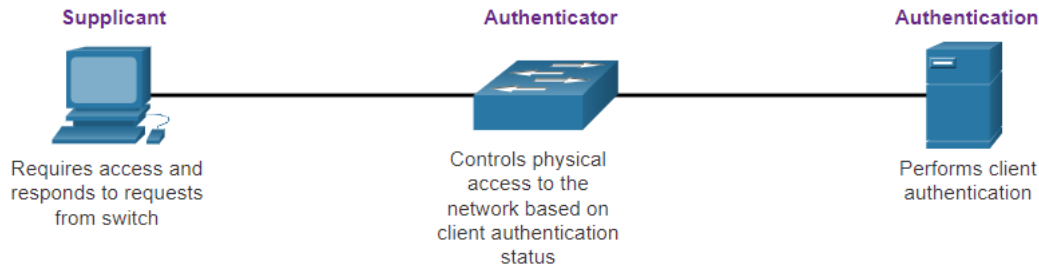 Supplicant
Authenticator
Authentication
Requires access and
responds to requests
from switch
Controls physical
access to the
network based on
client authentication
status
Performs client
authentication